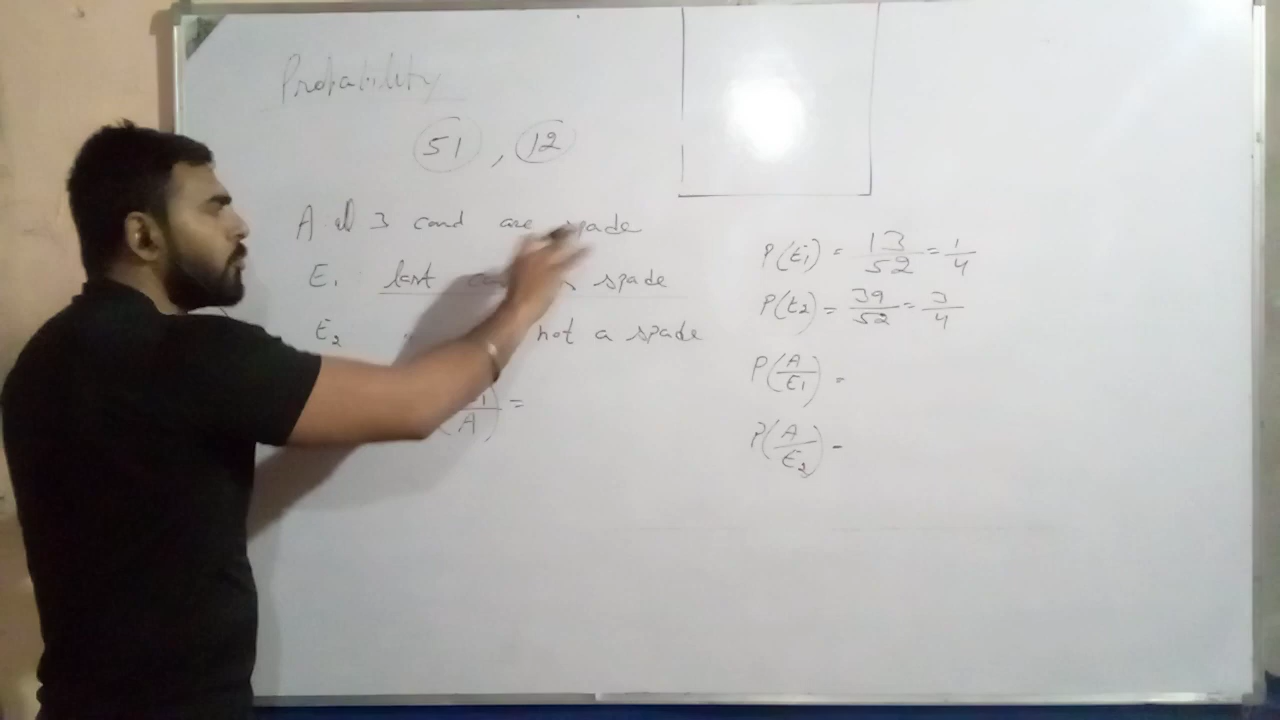 Probability
51 , 12
A all 3 card are spade
E1 last spade
E2 not a spade
A) =
P(E1) = 13/52 = 1/4
P(E2) = 39/52 = 3/4
P(A/E1) =
P(A/E2) =